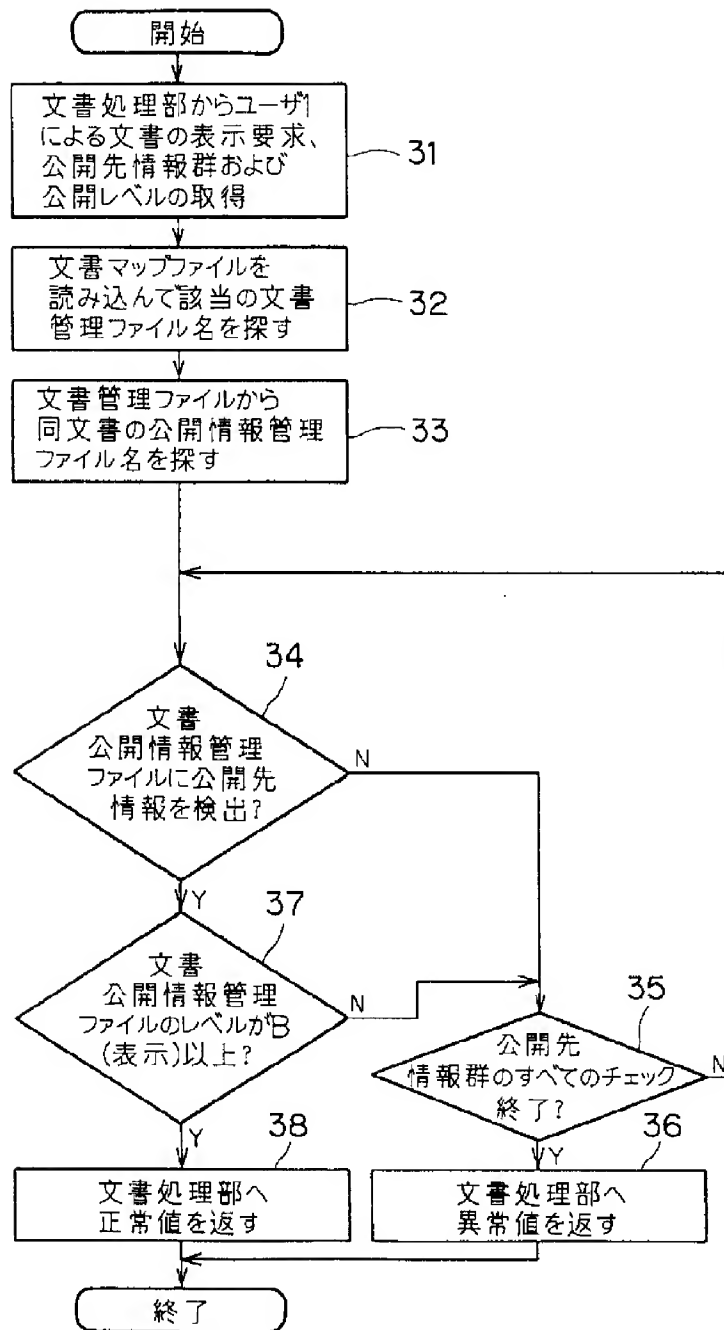 開始
文書処理部からユーザ1
による文書の表示要求、
公開先情報群および
公開レベルの取得
31
文書マップファイルを
読み込んで該当の文書
管理ファイル名を探す
32
文書管理ファイルから
同文書の公開情報管理
ファイル名を探す
33
34
文書
公開情報管理
ファイルに公開先
情報を検出?
N
Y
37
文書
公開情報管理
ファイルのレベルがB
(表示)以上?
N
Y
35
公開先
情報群のすべてのチェック
終了?
N
Y
38
文書処理部へ
正常値を返す
36
文書処理部へ
異常値を返す
終了